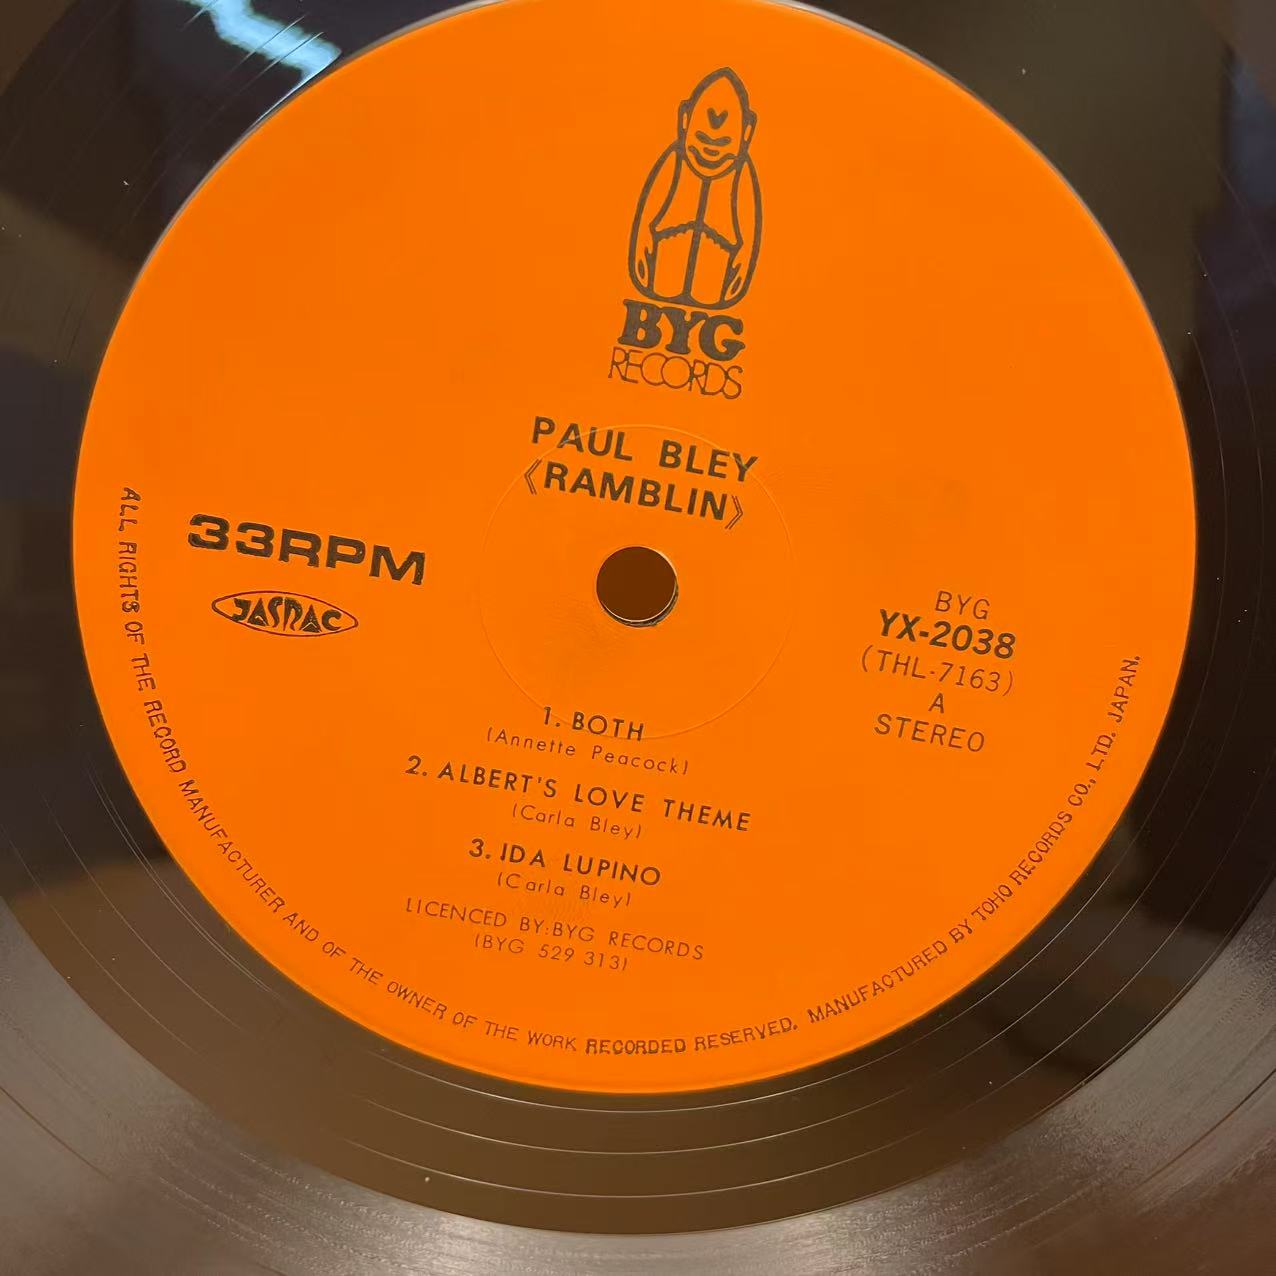 BYG
RECORDS
PAUL BLEY
《RAMBLIN》
33RPM
JASRAC
BYG
YX-2038
(THL-7163)
A
STEREO
1. BOTH
(Annette Peacock)
2. ALBERT'S LOVE THEME
(Carla Bley)
3. IDA LUPINO
(Carla Bley)
LICENCED BY:BYG RECORDS
(BYG 529 313)
ALL RIGHTS OF THE RECORD MANUFACTURER AND OF THE OWNER OF THE WORK RECORDED RESERVED. MANUFACTURED BY TOHO RECORDS CO., LTD. JAPAN.